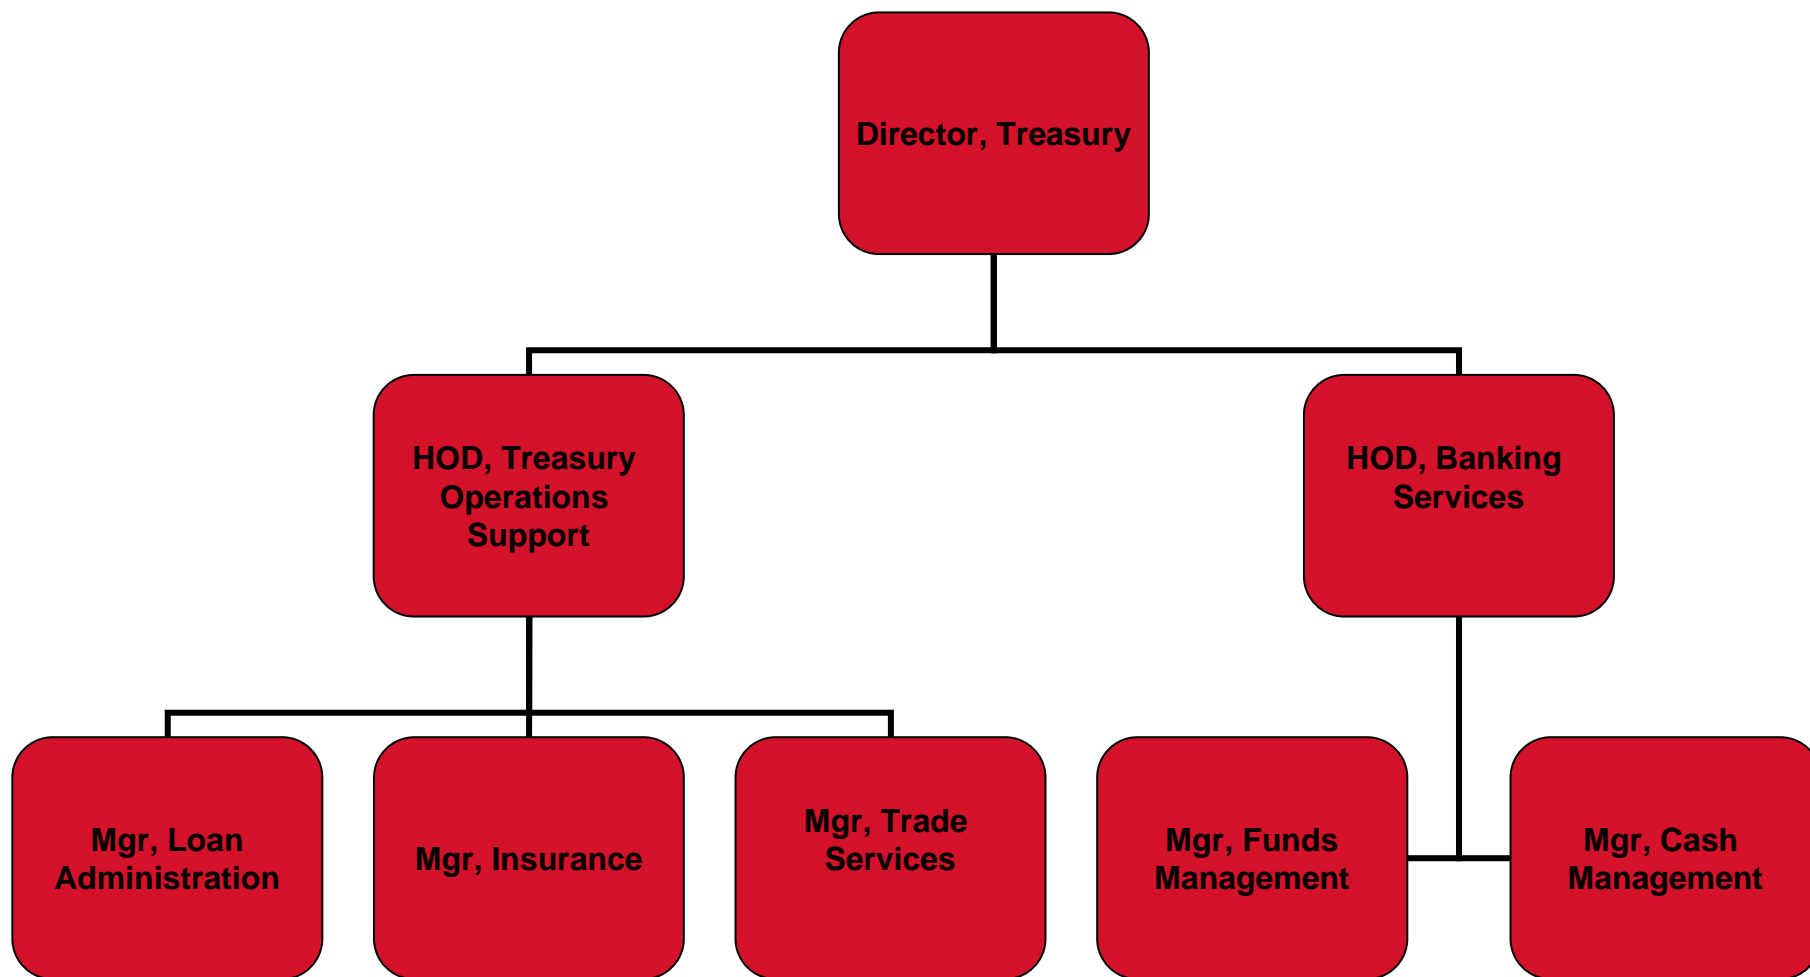 Director, Treasury
HOD, Treasury
Operations
Support
HOD, Banking
Services
Mgr, Loan
Administration
Mgr, Insurance
Mgr, Trade
Services
Mgr, Funds
Management
Mgr, Cash
Management